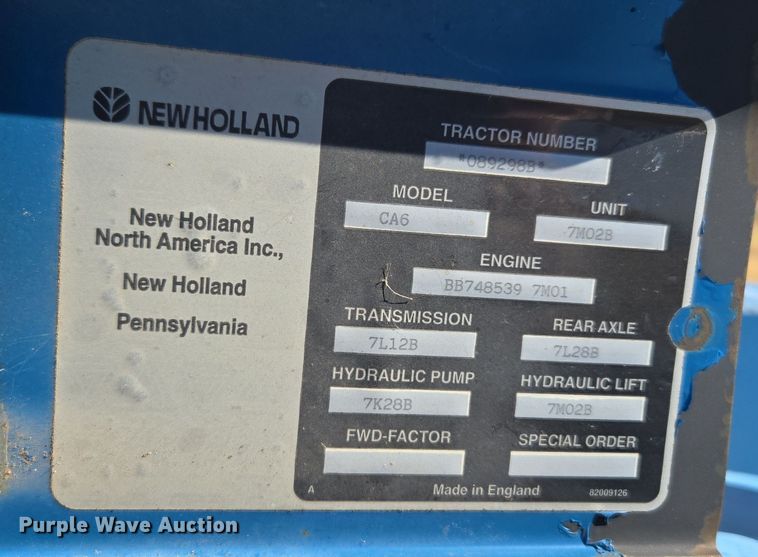 NEW HOLLAND
New Holland
North America Inc.,
New Holland
Pennsylvania
TRACTOR NUMBER
*089298B*
MODEL
CA6
UNIT
7M02B
ENGINE
BB748539 7M01
TRANSMISSION
7L12B
REAR AXLE
7L28B
HYDRAULIC PUMP
7K28B
HYDRAULIC LIFT
7M02B
FWD-FACTOR
SPECIAL ORDER
A
Made in England
82009126
Purple Wave Auction